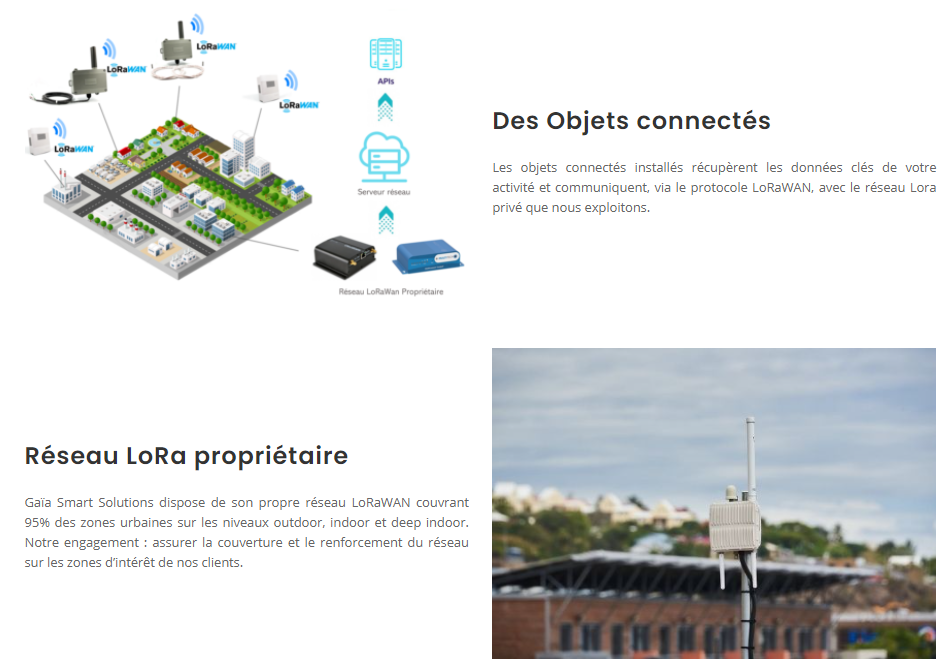 LoRaWAN
LoRaWAN
LoRaWAN
LoRaWAN
APIs
Serveur réseau
Réseau LoRaWan Propriétaire
Des Objets connectés
Les objets connectés installés récupèrent les données clés de votre
activité et communiquent, via le protocole LoRaWAN, avec le réseau Lora
privé que nous exploitons.
Réseau LoRa propriétaire
Gaïa Smart Solutions dispose de son propre réseau LoRaWAN couvrant
95% des zones urbaines sur les niveaux outdoor, indoor et deep indoor.
Notre engagement : assurer la couverture et le renforcement du réseau
sur les zones d’intérêt de nos clients.